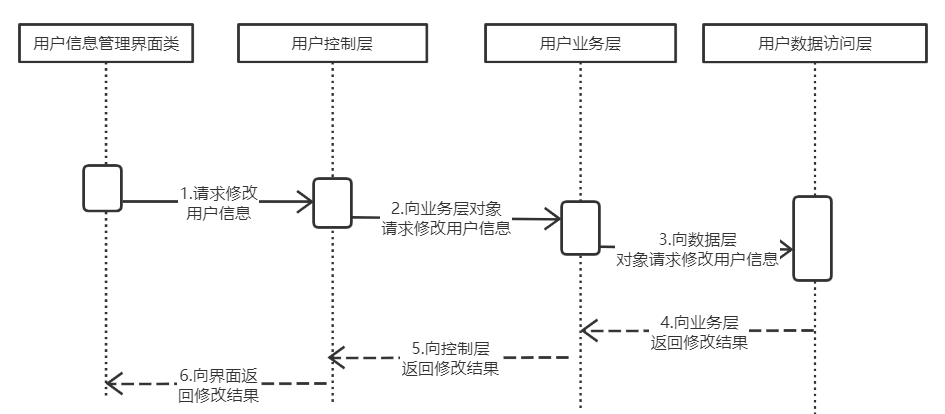 用户信息管理界面类
用户控制层
用户业务层
用户数据访问层
1.请求修改
用户信息
2.向业务层对象
请求修改用户信息
3.向数据层
对象请求修改用户信息
4.向业务层
返回修改结果
5.向控制层
返回修改结果
6.向界面返
回修改结果